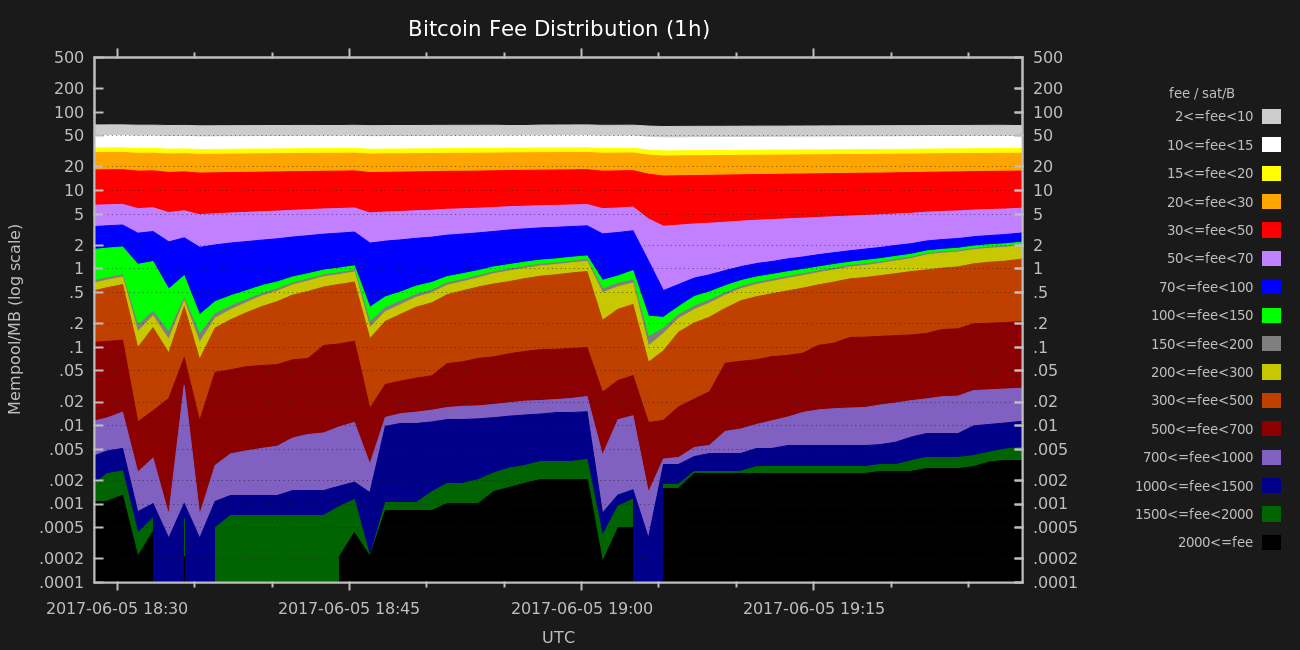 Bitcoin Fee Distribution (1h)
500 500
200 200
100 100
50 50
20 20
10 10
5 5
2 2
1 1
.5 .5
.2 .2
.1 .1
.05 .05
.02 .02
.01 .01
.005 .005
.002 .002
.001 .001
.0005 .0005
.0002 .0002
.0001 .0001
Mempool/MB (log scale)
2017-06-05 18:30 2017-06-05 18:45 2017-06-05 19:00 2017-06-05 19:15
UTC
fee / sat/B
2<=fee<10
10<=fee<15
15<=fee<20
20<=fee<30
30<=fee<50
50<=fee<70
70<=fee<100
100<=fee<150
150<=fee<200
200<=fee<300
300<=fee<500
500<=fee<700
700<=fee<1000
1000<=fee<1500
1500<=fee<2000
2000<=fee